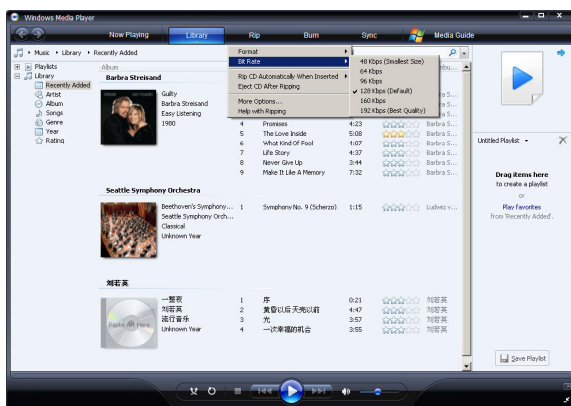 Windows Media Player
Now Playing
Library
Rip
Burn
Sync
Media Guide
Music ▸ Library ▸ Recently Added
Format
Bit Rate
Rip CD Automatically When Inserted
Eject CD After Ripping
More Options...
Help with Ripping
48 Kbps (Smallest Size)
64 Kbps
96 Kbps
128 Kbps (Default)
160 Kbps
192 Kbps (Best Quality)
Playlists
Library
Recently Added
Artist
Album
Songs
Genre
Year
Rating
Album
Barbra Streisand
Guilty
Barbra Streisand
Easy Listening
1980
Barbra S...
Barbra S...
Barbra S...
4 Promises 4:23 Barbra S...
5 The Love Inside 5:08 Barbra S...
6 What Kind Of Fool 4:07 Barbra S...
7 Life Story 4:37 Barbra S...
8 Never Give Up 3:44 Barbra S...
9 Make It Like A Memory 7:32 Barbra S...
Seattle Symphony Orchestra
Beethoven's Symphony... 1 Symphony No. 9 (Scherzo) 1:15 Ludwig v...
Seattle Symphony Orch...
Classical
Unknown Year
刘若英
一整夜 1 序 0:21 刘若英
刘若英 2 黄昏以后 天亮以前 4:47 刘若英
流行音乐 3 光 3:57 刘若英
Unknown Year 4 一次幸福的机会 3:55 刘若英
Paste Art Here
Untitled Playlist
Drag items here
to create a playlist
or
Play favorites
from 'Recently Added'.
Save Playlist